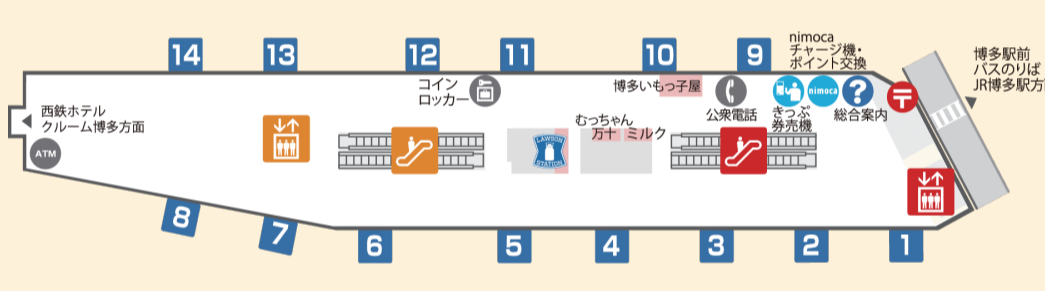 14
13
12
11
10
9
nimoca
チャージ機・
ポイント交換
博多駅前
バスのりば
JR博多駅方
西鉄ホテル
クルーム博多方面
ATM
コイン
ロッカー
博多いもっ子屋
公衆電話
きっぷ
券売機
nimoca
?
総合案内
〒
むっちゃん
万十
ミルク
LAWSON
STATION
8
7
6
5
4
3
2
1